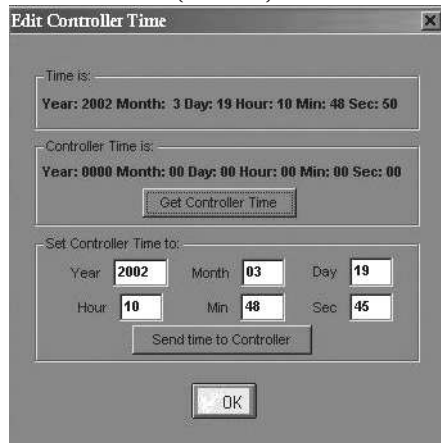 Edit Controller Time
Time is:
Year: 2002 Month: 3 Day: 19 Hour: 10 Min: 48 Sec: 50
Controller Time is:
Year: 0000 Month: 00 Day: 00 Hour: 00 Min: 00 Sec: 00
Get Controller Time
Set Controller Time to:
Year 2002 Month 03 Day 19
Hour 10 Min 48 Sec 45
Send time to Controller
OK